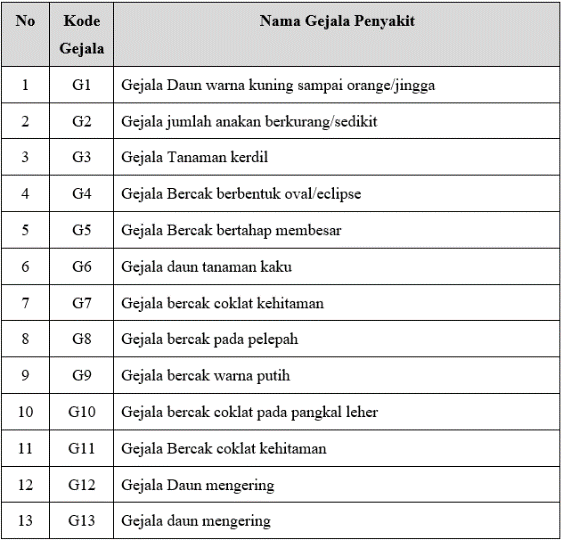 No Kode Gejala Nama Gejala Penyakit
1 G1 Gejala Daun warna kuning sampai orange/jingga
2 G2 Gejala jumlah anakan berkurang/sedikit
3 G3 Gejala Tanaman kerdil
4 G4 Gejala Bercak berbentuk oval/eclipse
5 G5 Gejala Bercak bertahap membesar
6 G6 Gejala daun tanaman kaku
7 G7 Gejala bercak coklat kehitaman
8 G8 Gejala bercak pada pelepah
9 G9 Gejala bercak warna putih
10 G10 Gejala bercak coklat pada pangkal leher
11 G11 Gejala Bercak coklat kehitaman
12 G12 Gejala Daun mengering
13 G13 Gejala daun mengering